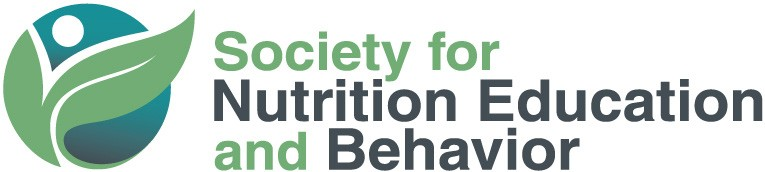 Society for
Nutrition Education
and Behavior